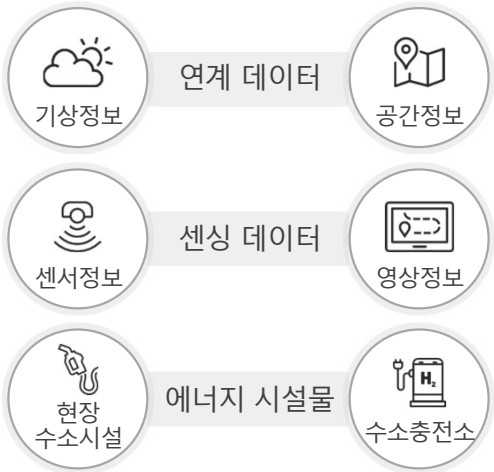 기상정보
연계 데이터
공간정보
센서정보
센싱 데이터
영상정보
현장
수소시설
에너지 시설물
H₂
수소충전소